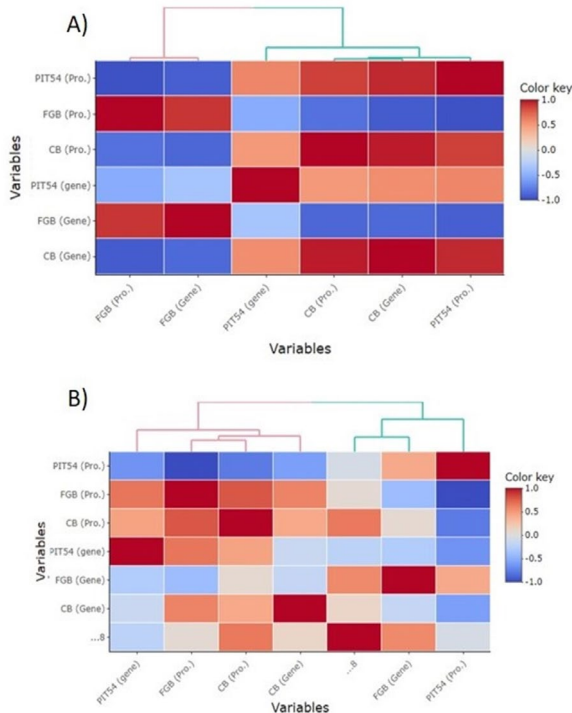 A)
PIT54 (Pro.)
FGB (Pro.)
CB (Pro.)
PIT54 (gene)
FGB (Gene)
CB (Gene)
Variables
Color key
1.0
0.5
0.0
-0.5
-1.0
FGB (Pro.)
FGB (Gene)
PIT54 (gene)
CB (Pro.)
CB (Gene)
PIT54 (Pro.)
Variables
B)
PIT54 (Pro.)
FGB (Pro.)
CB (Pro.)
PIT54 (gene)
FGB (Gene)
CB (Gene)
...8
Variables
Color key
1.0
0.5
0.0
-0.5
-1.0
PIT54 (gene)
FGB (Pro.)
CB (Pro.)
CB (Gene)
...8
FGB (Gene)
PIT54 (Pro.)
Variables